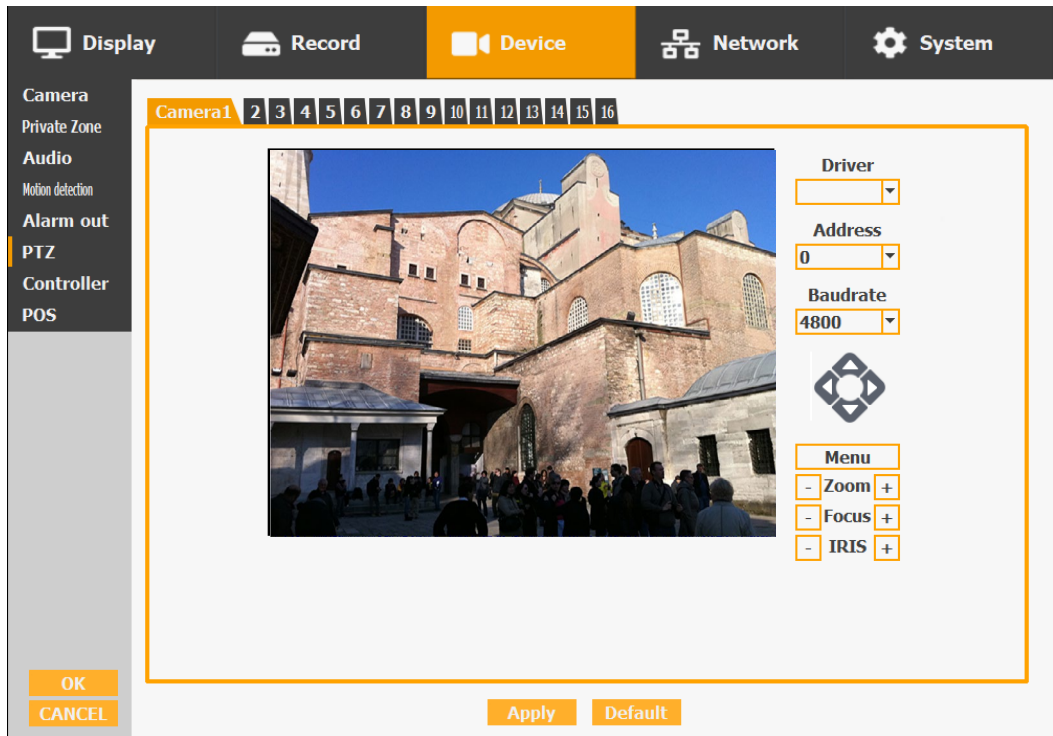 Display Record Device Network System
Camera
Private Zone
Audio
Motion detection
Alarm out
PTZ
Controller
POS
OK
CANCEL
Camera1 2 3 4 5 6 7 8 9 10 11 12 13 14 15 16
Driver
Address
0
Baudrate
4800
Menu
- Zoom +
- Focus +
- IRIS +
Apply Default